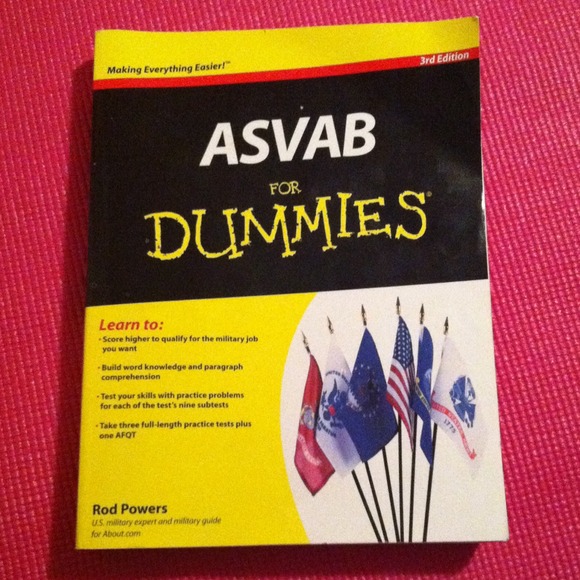 Making Everything Easier!™
3rd Edition
ASVAB
FOR
DUMMIES®
Learn to:
• Score higher to qualify for the military job
you want
• Build word knowledge and paragraph
comprehension
• Test your skills with practice problems
for each of the test's nine subtests
• Take three full-length practice tests plus
one AFQT
1775
Rod Powers
U.S. military expert and military guide
for About.com